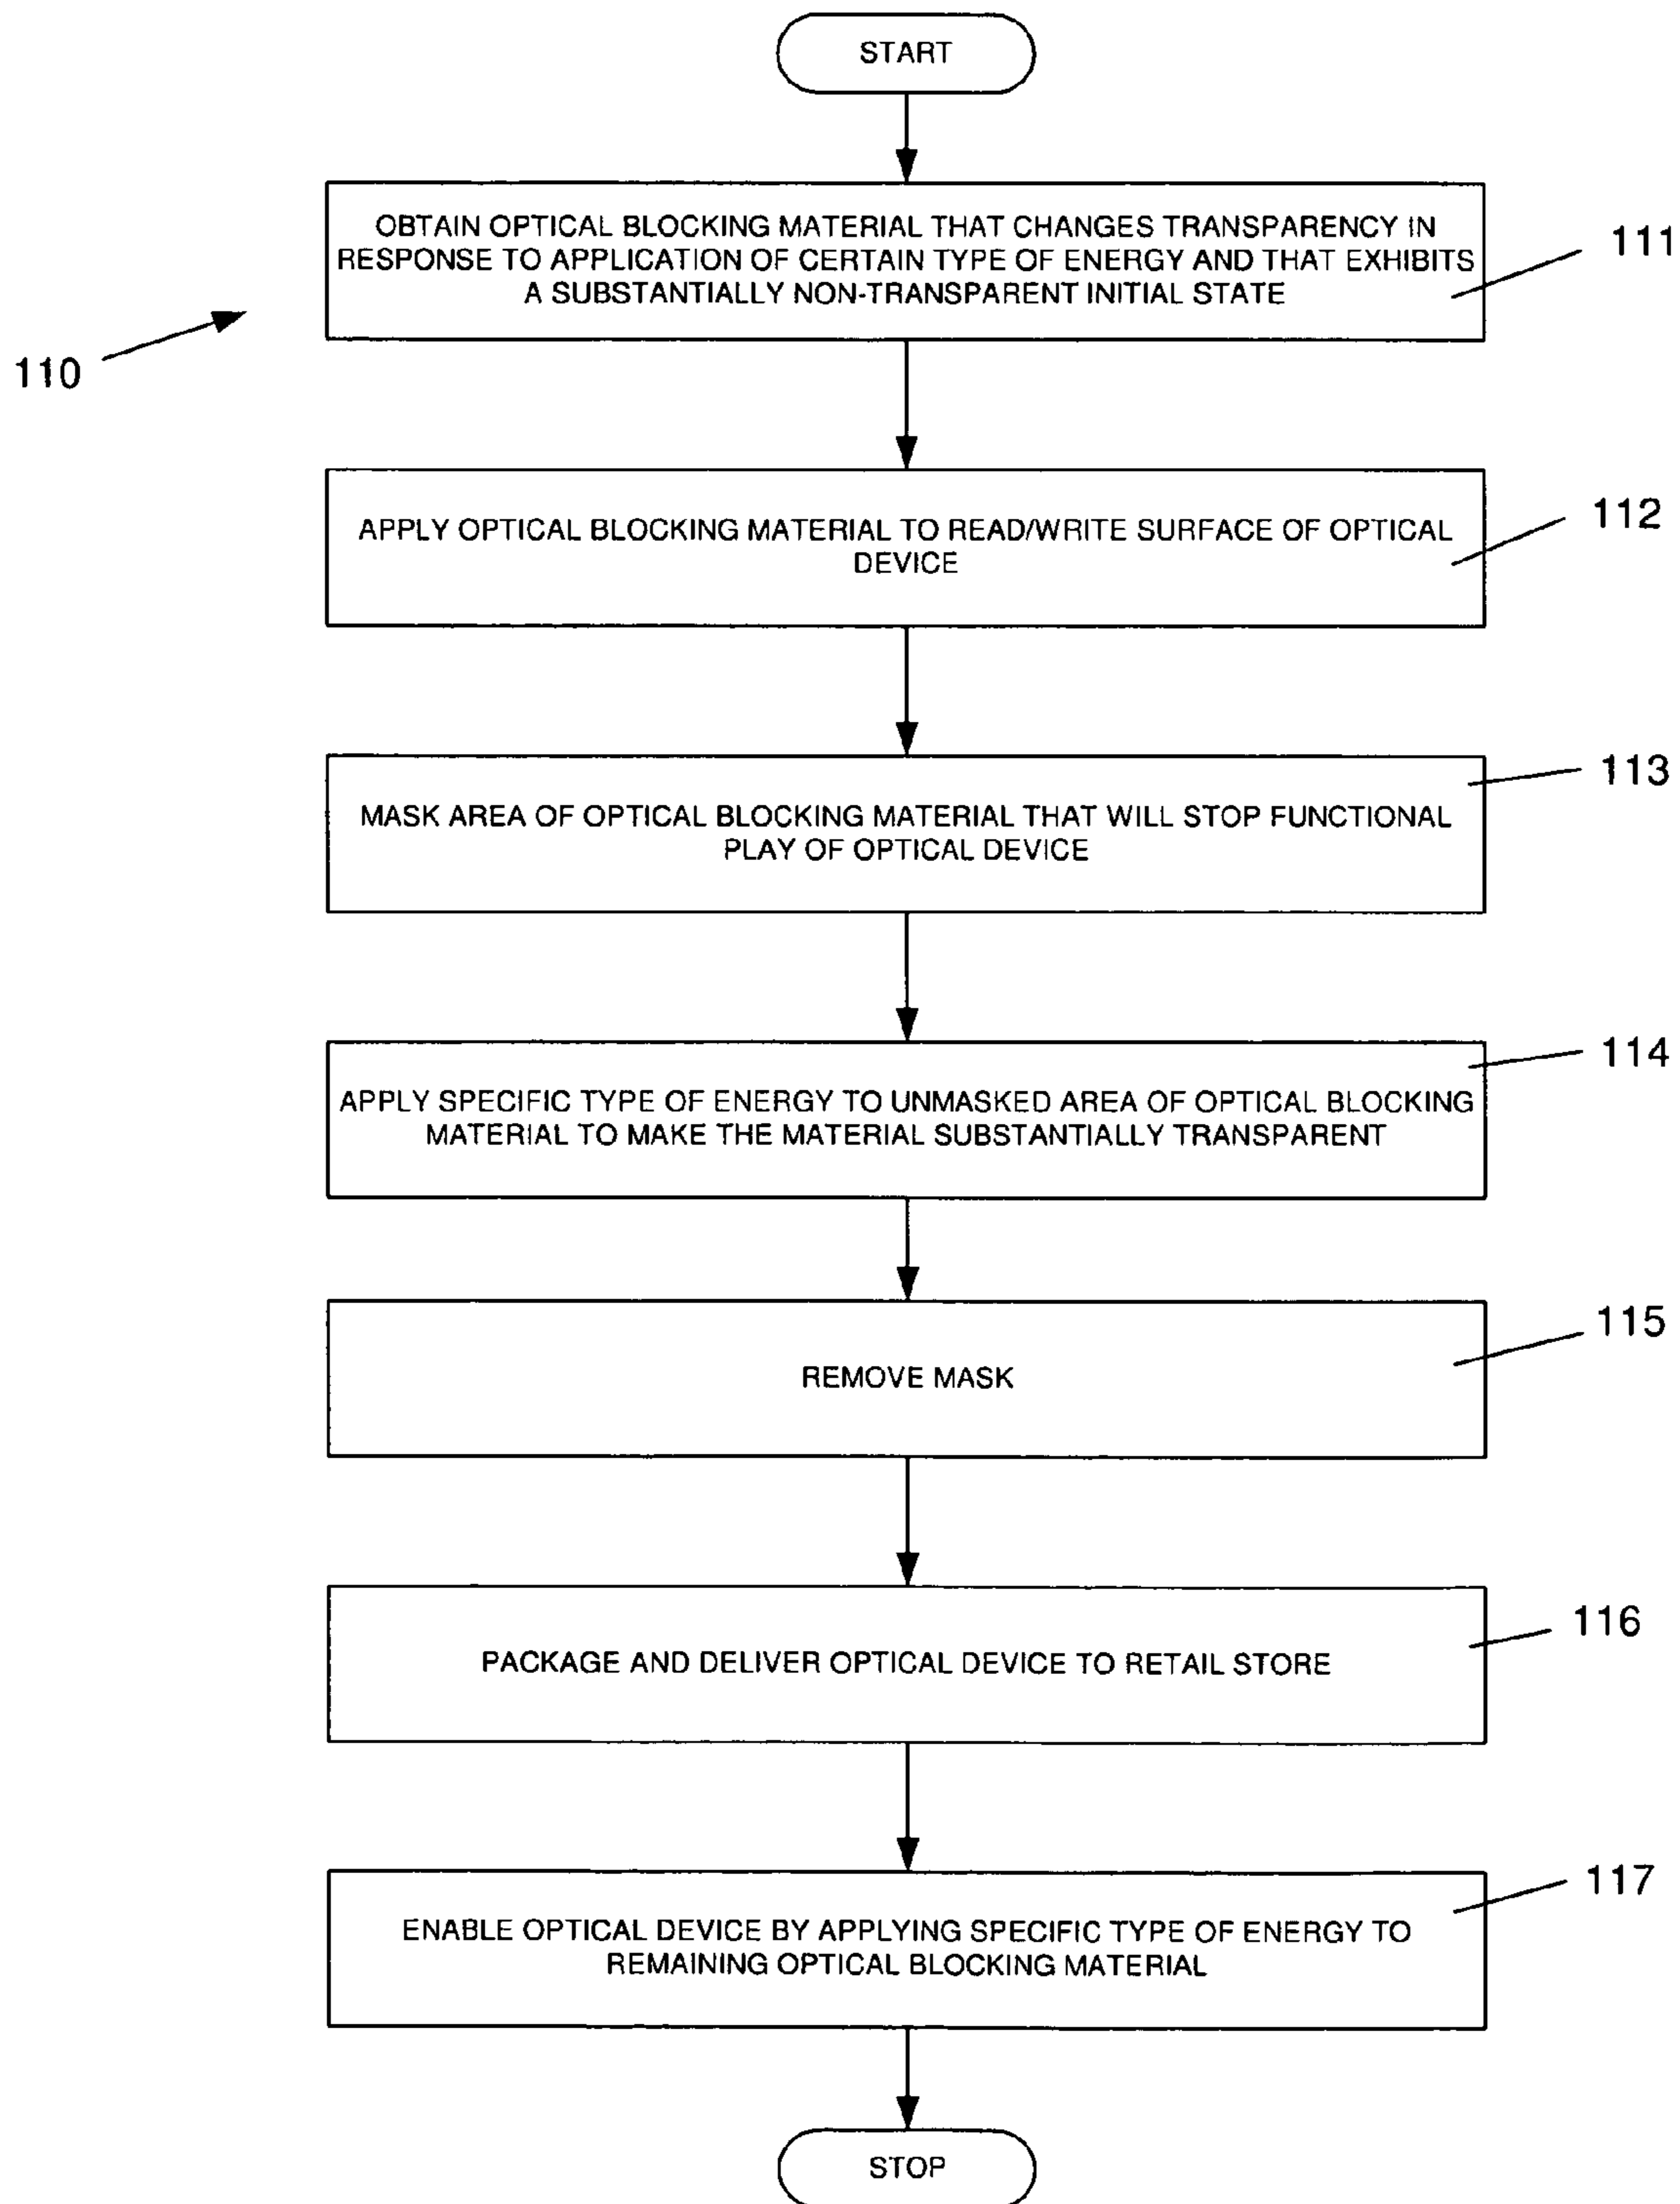 START
OBTAIN OPTICAL BLOCKING MATERIAL THAT CHANGES TRANSPARENCY IN
RESPONSE TO APPLICATION OF CERTAIN TYPE OF ENERGY AND THAT EXHIBITS
A SUBSTANTIALLY NON-TRANSPARENT INITIAL STATE
111
110
APPLY OPTICAL BLOCKING MATERIAL TO READ/WRITE SURFACE OF OPTICAL
DEVICE
112
MASK AREA OF OPTICAL BLOCKING MATERIAL THAT WILL STOP FUNCTIONAL
PLAY OF OPTICAL DEVICE
113
APPLY SPECIFIC TYPE OF ENERGY TO UNMASKED AREA OF OPTICAL BLOCKING
MATERIAL TO MAKE THE MATERIAL SUBSTANTIALLY TRANSPARENT
114
REMOVE MASK
115
PACKAGE AND DELIVER OPTICAL DEVICE TO RETAIL STORE
116
ENABLE OPTICAL DEVICE BY APPLYING SPECIFIC TYPE OF ENERGY TO
REMAINING OPTICAL BLOCKING MATERIAL
117
STOP